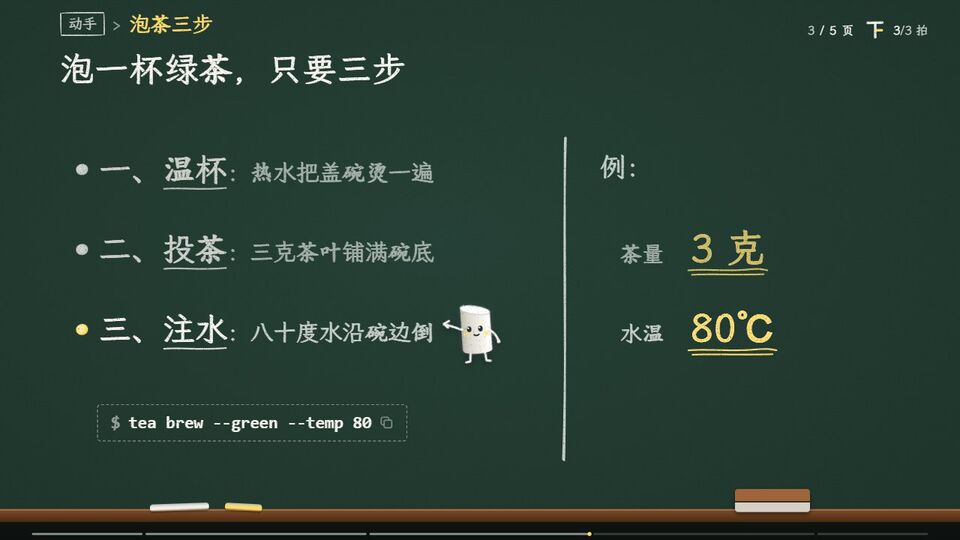 动手 > 泡茶三步
3 / 5 页 下 3/3 拍
泡一杯绿茶，只要三步
一、温杯：热水把盖碗烫一遍
二、投茶：三克茶叶铺满碗底
三、注水：八十度水沿碗边倒
$ tea brew --green --temp 80
例：
茶量 3 克
水温 80℃